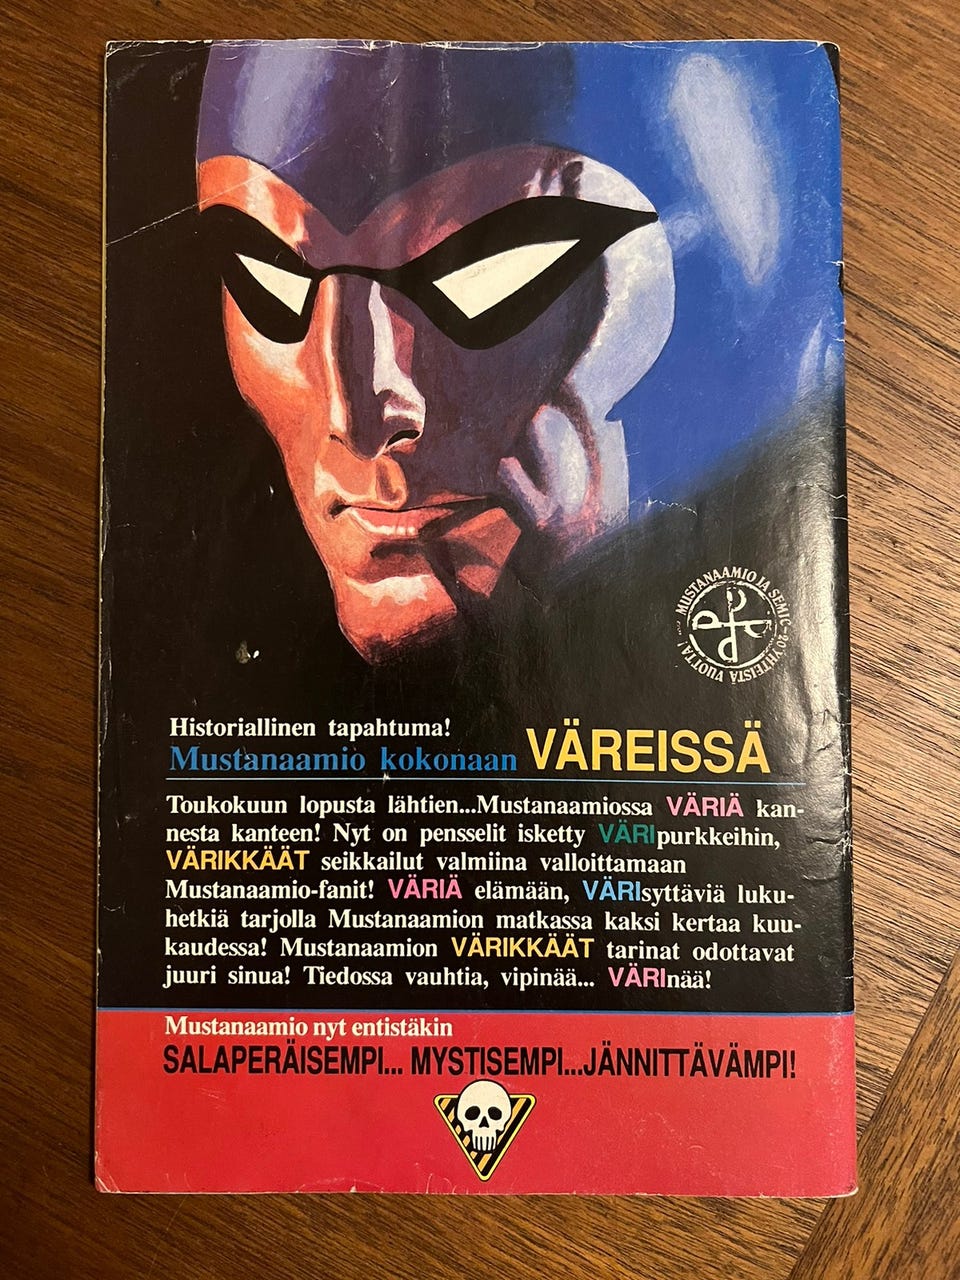 MUSTANAAMIO JA SEMIC - 20 YHTEISTÄ VUOTTA!
Historiallinen tapahtuma!
Mustanaamio kokonaan VÄREISSÄ
Toukokuun lopusta lähtien...Mustanaamiossa VÄRIÄ kan-
nesta kanteen! Nyt on pensselit isketty VÄRIpurkkeihin,
VÄRIKKÄÄT seikkailut valmiina valloittamaan
Mustanaamio-fanit! VÄRIÄ elämään, VÄRIsyttäviä luku-
hetkiä tarjolla Mustanaamion matkassa kaksi kertaa kuu-
kaudessa! Mustanaamion VÄRIKKÄÄT tarinat odottavat
juuri sinua! Tiedossa vauhtia, vipinää... VÄRInää!
Mustanaamio nyt entistäkin
SALAPERÄISEMPI... MYSTISEMPI...JÄNNITTÄVÄMPI!